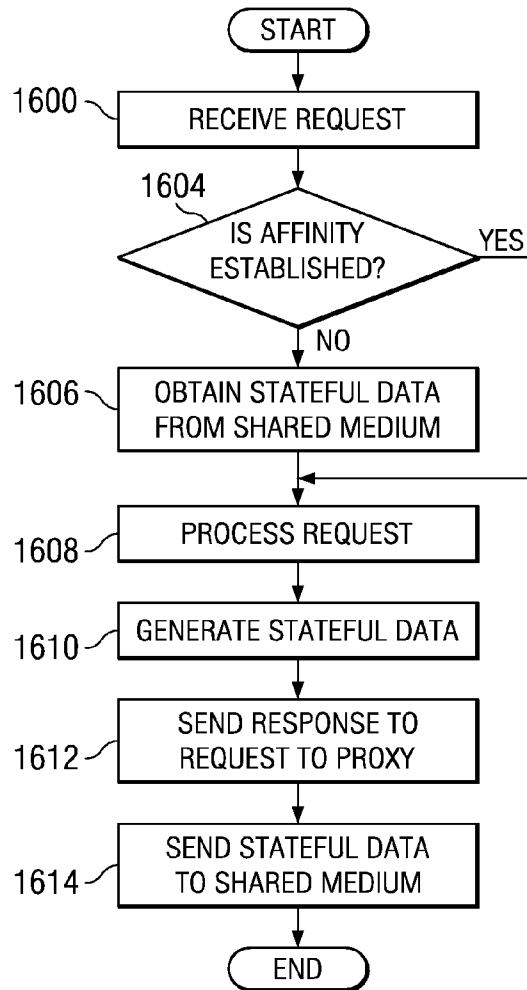 START
1600
RECEIVE REQUEST
1604
IS AFFINITY
ESTABLISHED?
YES
NO
1606
OBTAIN STATEFUL DATA
FROM SHARED MEDIUM
1608
PROCESS REQUEST
1610
GENERATE STATEFUL DATA
1612
SEND RESPONSE TO
REQUEST TO PROXY
1614
SEND STATEFUL DATA
TO SHARED MEDIUM
END